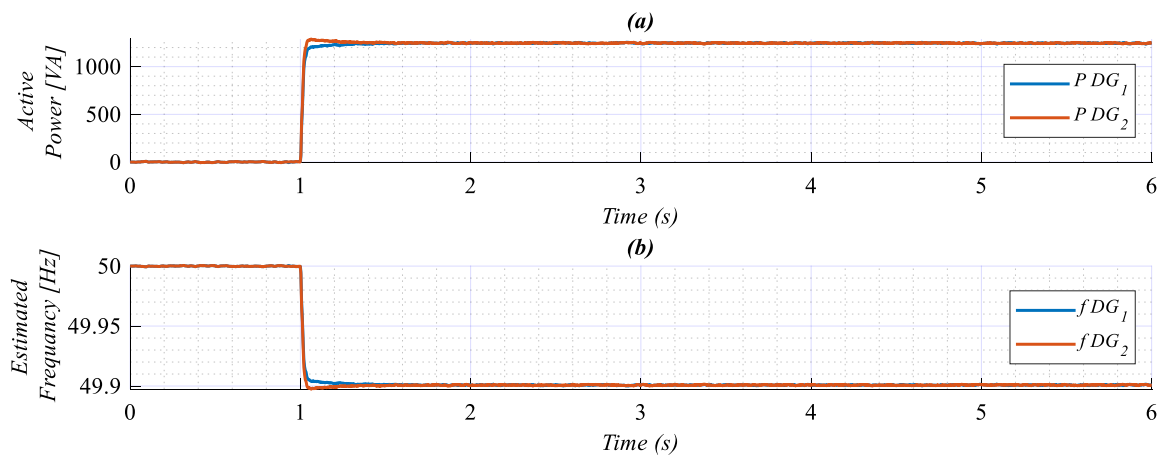 (a)
Active
Power [VA]
1000
500
0
P DG1
P DG2
0 1 2 3 4 5 6
Time (s)
(b)
Estimated
Frequancy [Hz]
50
49.95
49.9
f DG1
f DG2
0 1 2 3 4 5 6
Time (s)